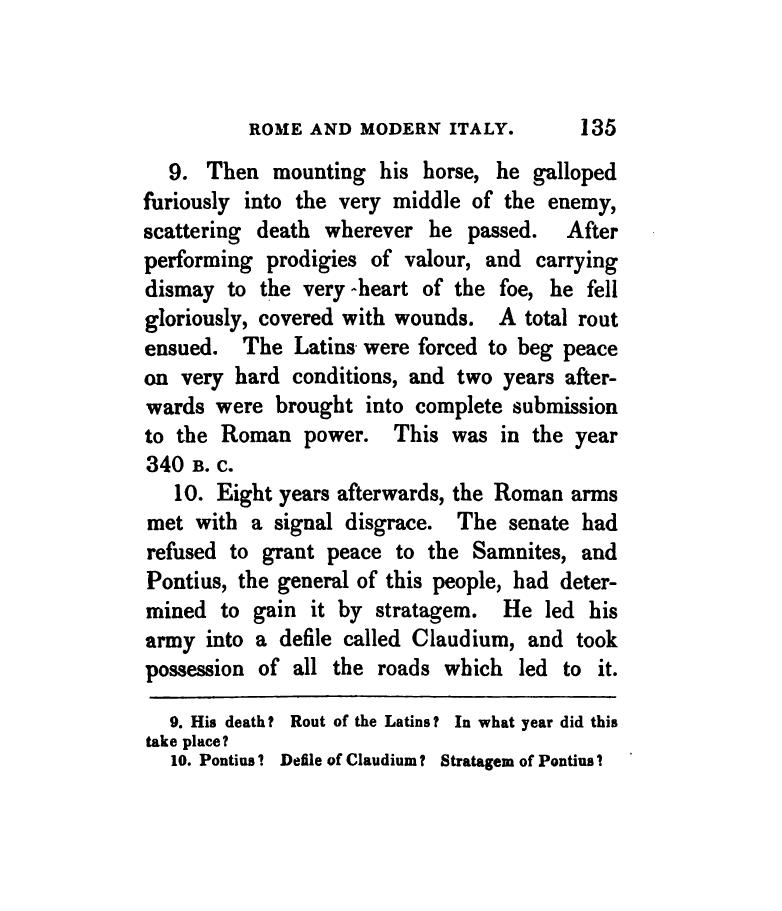 ROME AND MODERN ITALY. 135
9. Then mounting his horse, he galloped
furiously into the very middle of the enemy,
scattering death wherever he passed. After
performing prodigies of valour, and carrying
dismay to the very heart of the foe, he fell
gloriously, covered with wounds. A total rout
ensued. The Latins were forced to beg peace
on very hard conditions, and two years after-
wards were brought into complete submission
to the Roman power. This was in the year
340 B. C.
10. Eight years afterwards, the Roman arms
met with a signal disgrace. The senate had
refused to grant peace to the Samnites, and
Pontius, the general of this people, had deter-
mined to gain it by stratagem. He led his
army into a defile called Claudium, and took
possession of all the roads which led to it.
9. His death? Rout of the Latins? In what year did this
take place?
10. Pontius? Defile of Claudium? Stratagem of Pontius?